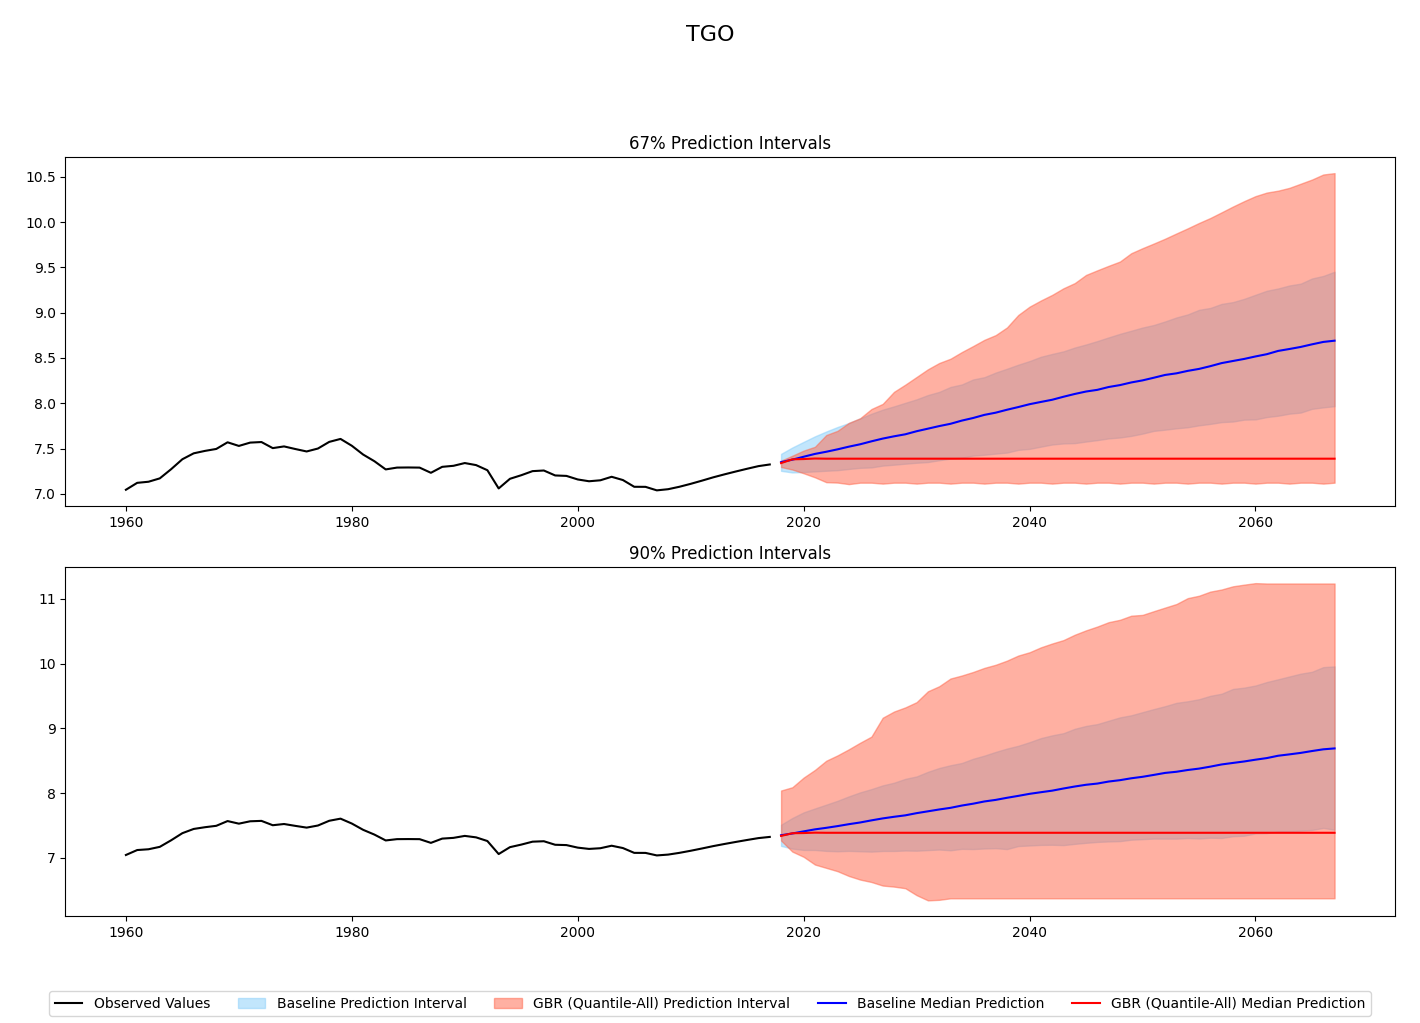 TGO
67% Prediction Intervals
10.5
10.0
9.5
9.0
8.5
8.0
7.5
7.0
1960 1980 2000 2020 2040 2060
90% Prediction Intervals
11
10
9
8
7
1960 1980 2000 2020 2040 2060
Observed Values Baseline Prediction Interval GBR (Quantile-All) Prediction Interval Baseline Median Prediction GBR (Quantile-All) Median Prediction